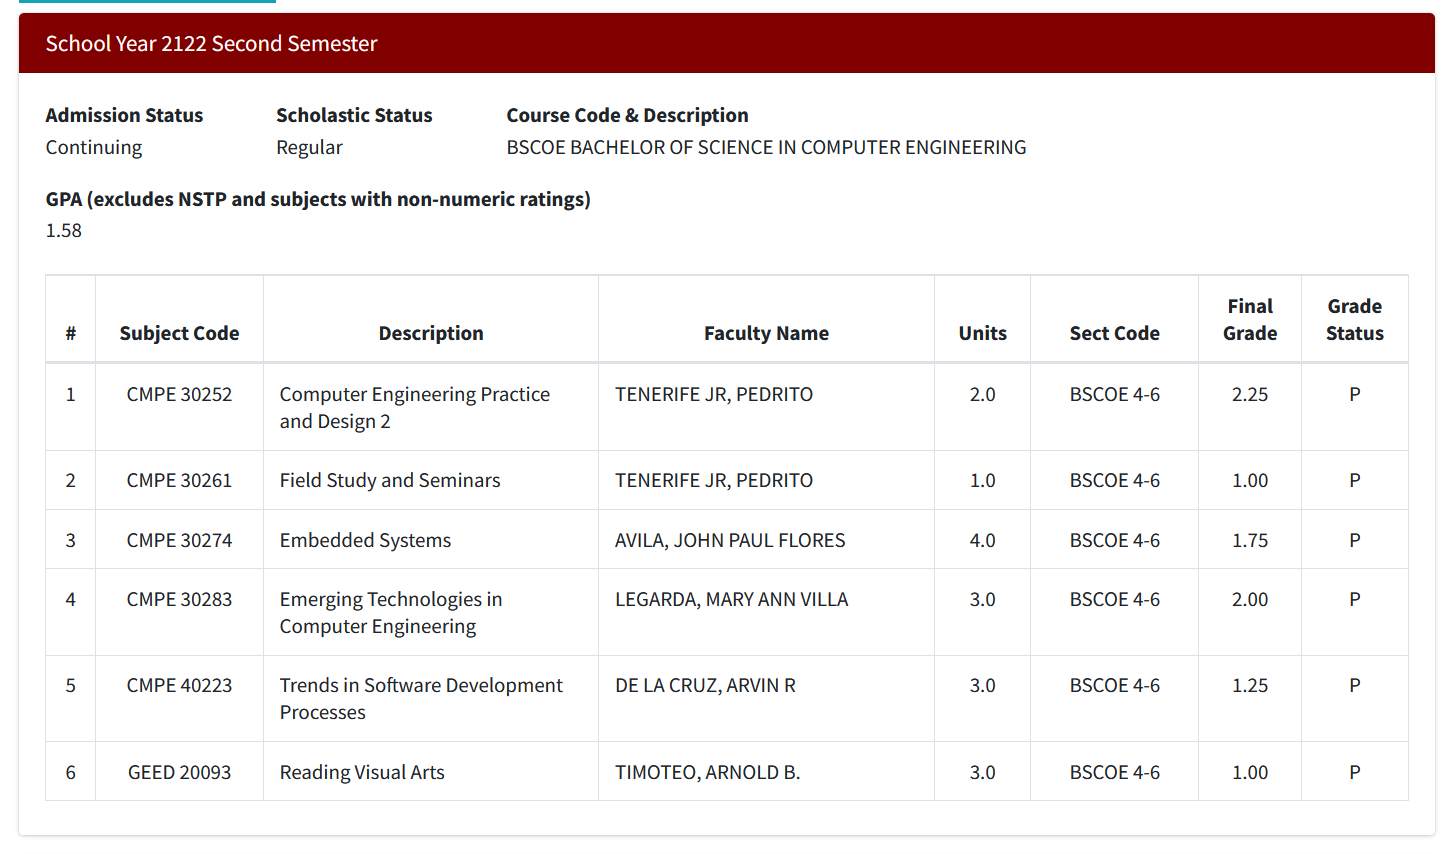 School Year 2122 Second Semester
Admission Status Scholastic Status Course Code & Description
Continuing Regular BSCOE BACHELOR OF SCIENCE IN COMPUTER ENGINEERING
GPA (excludes NSTP and subjects with non-numeric ratings)
1.58
# Subject Code Description Faculty Name Units Sect Code Final Grade Grade Status
1 CMPE 30252 Computer Engineering Practice TENERIFE JR, PEDRITO 2.0 BSCOE 4-6 2.25 P
and Design 2
2 CMPE 30261 Field Study and Seminars TENERIFE JR, PEDRITO 1.0 BSCOE 4-6 1.00 P
3 CMPE 30274 Embedded Systems AVILA, JOHN PAUL FLORES 4.0 BSCOE 4-6 1.75 P
4 CMPE 30283 Emerging Technologies in LEGARDA, MARY ANN VILLA 3.0 BSCOE 4-6 2.00 P
Computer Engineering
5 CMPE 40223 Trends in Software Development DE LA CRUZ, ARVIN R 3.0 BSCOE 4-6 1.25 P
Processes
6 GEED 20093 Reading Visual Arts TIMOTEO, ARNOLD B. 3.0 BSCOE 4-6 1.00 P